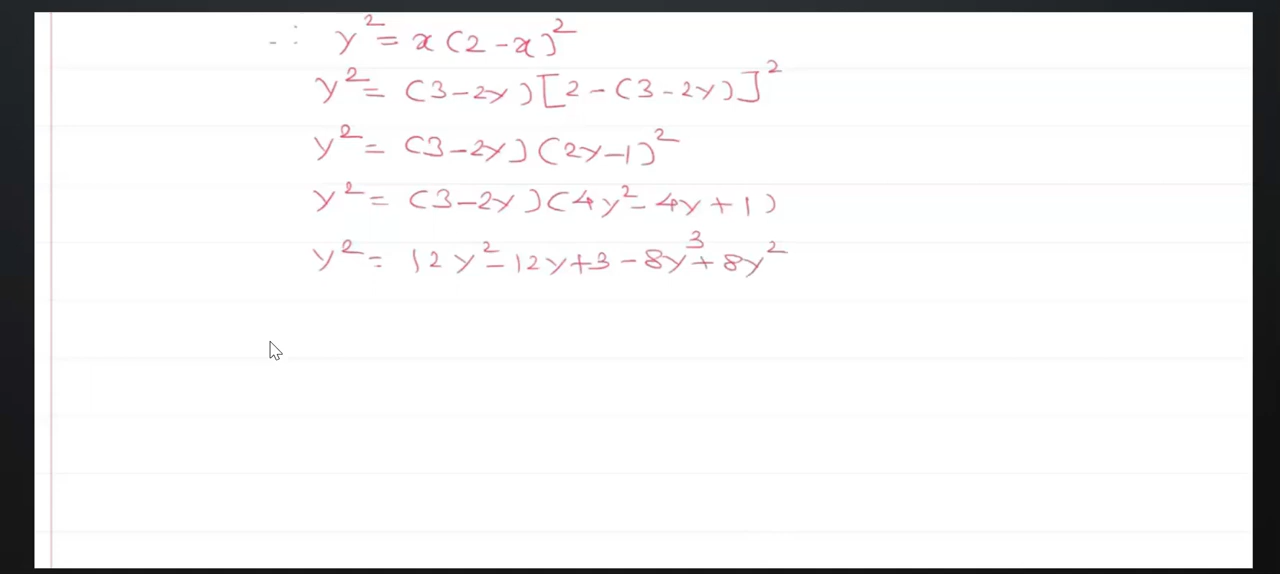 ∴ y² = x(2-x)²
y² = (3-2y)[2-(3-2y)]²
y² = (3-2y)(2y-1)²
y² = (3-2y)(4y²-4y+1)
y² = 12y²-12y+3-8y³+8y²